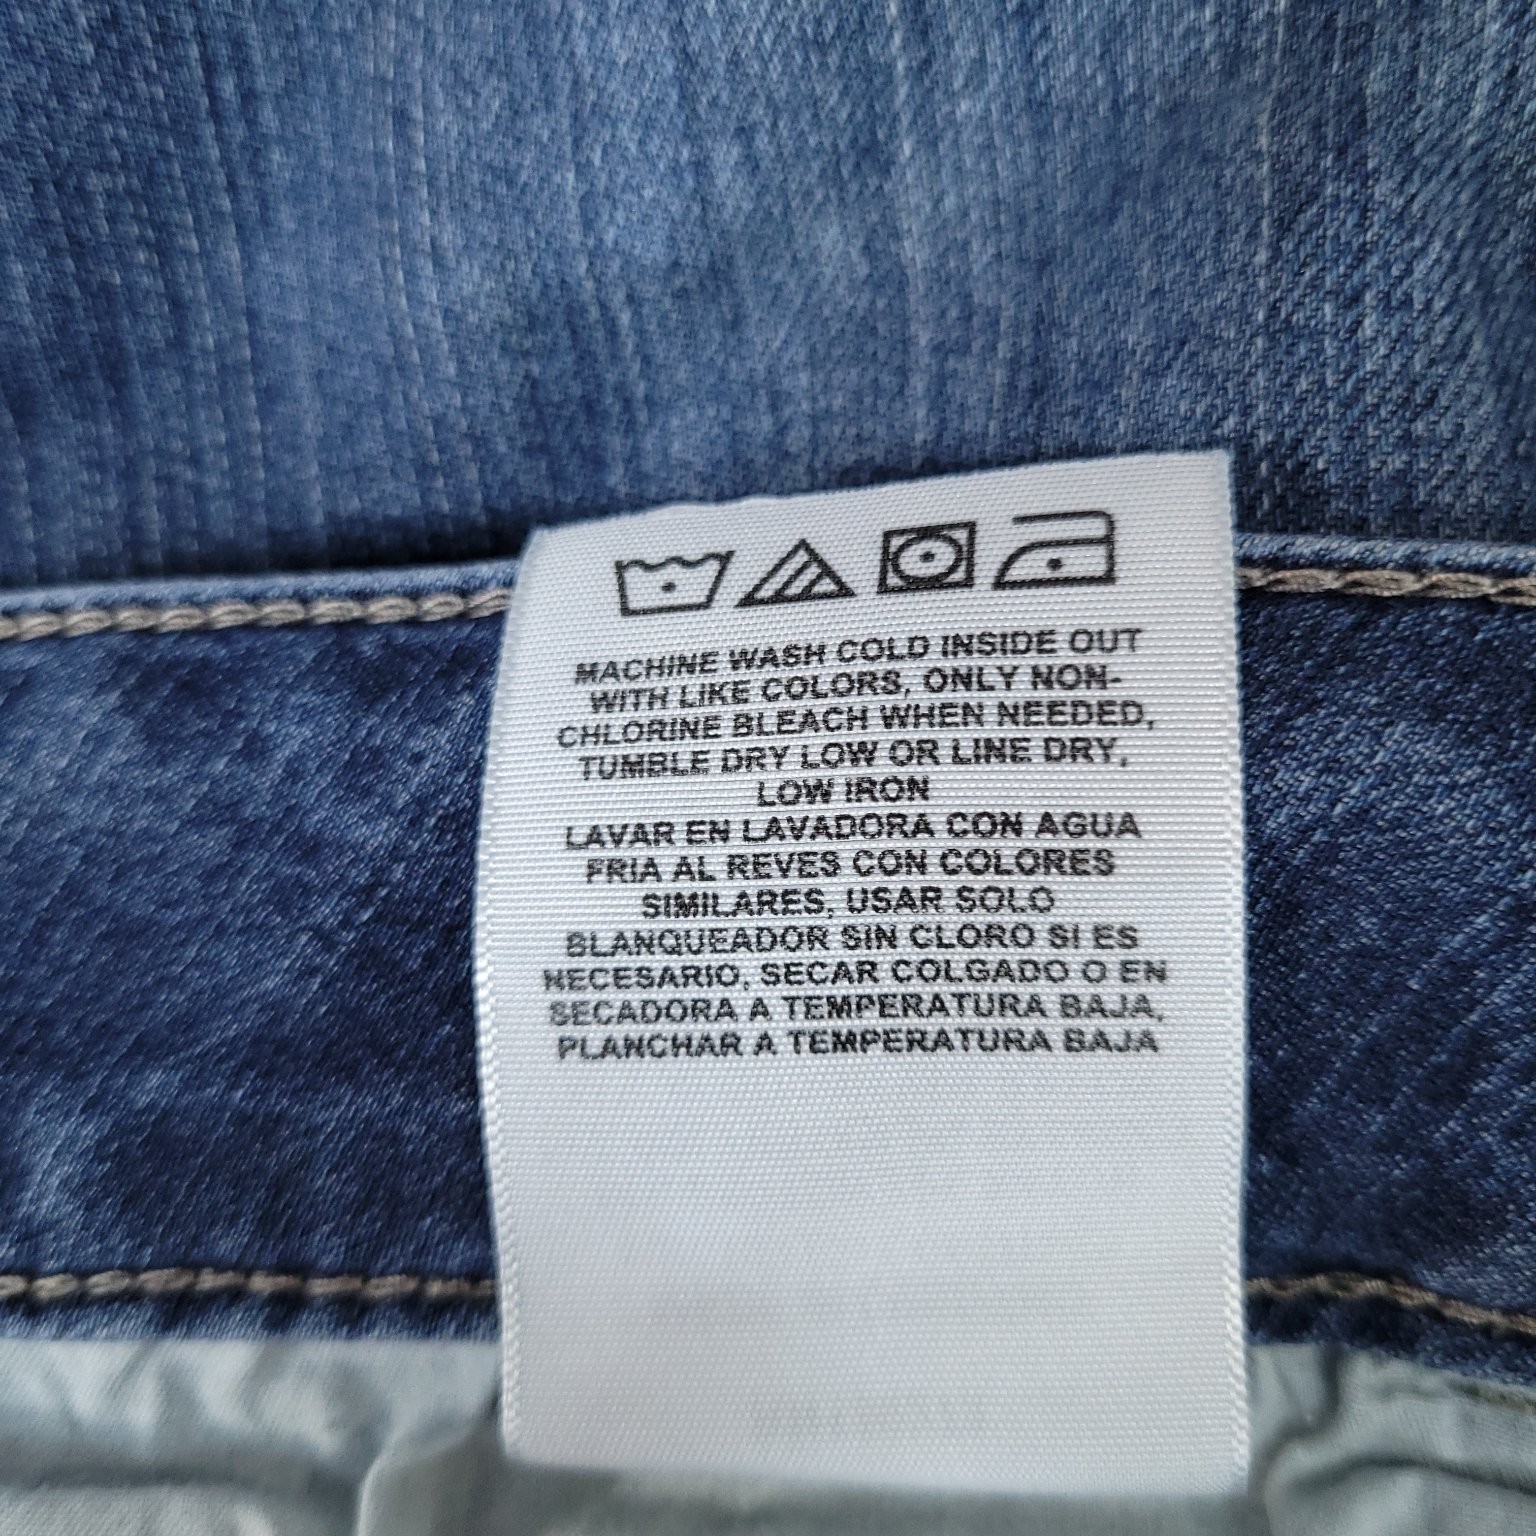 MACHINE WASH COLD INSIDE OUT
WITH LIKE COLORS, ONLY NON-
CHLORINE BLEACH WHEN NEEDED,
TUMBLE DRY LOW OR LINE DRY,
LOW IRON
LAVAR EN LAVADORA CON AGUA
FRIA AL REVES CON COLORES
SIMILARES, USAR SOLO
BLANQUEADOR SIN CLORO SI ES
NECESARIO, SECAR COLGADO O EN
SECADORA A TEMPERATURA BAJA,
PLANCHAR A TEMPERATURA BAJA